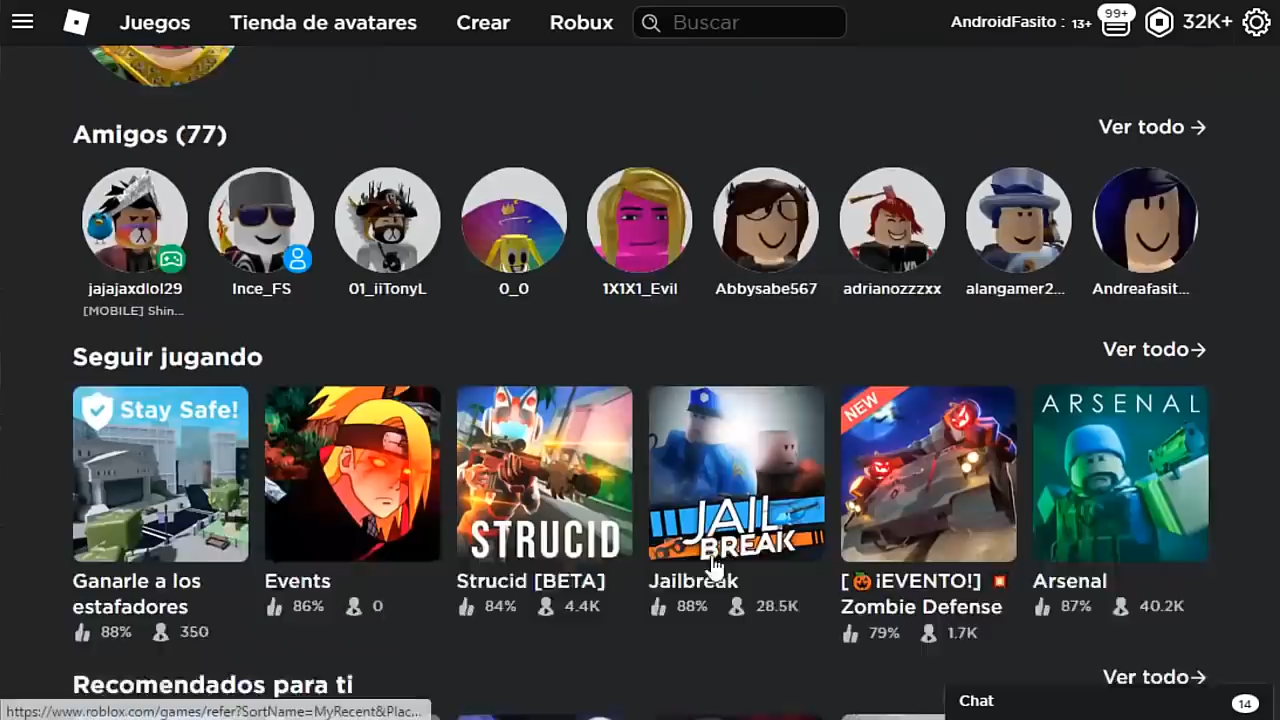 Juegos Tienda de avatares Crear Robux Buscar AndroidFasito : 13+ 99+ 32K+
Amigos (77) Ver todo →
jajajaxdlol29 Ince_FS 01_iiTonyL 0_0 1X1X1_Evil Abbysabe567 adrianozzzxx alangamer2... Andreafasit...
[MOBILE] Shin...
Seguir jugando Ver todo→
Stay Safe! STRUCID JAIL BREAK NEW ARSENAL
Ganarle a los estafadores Events Strucid [BETA] Jailbreak [🎃¡EVENTO!] 💥 Zombie Defense Arsenal
88% 350 86% 0 84% 4.4K 88% 28.5K 79% 1.7K 87% 40.2K
Recomendados para ti Ver todo→
https://www.roblox.com/games/refer?SortName=MyRecent&Plac...
Chat 14